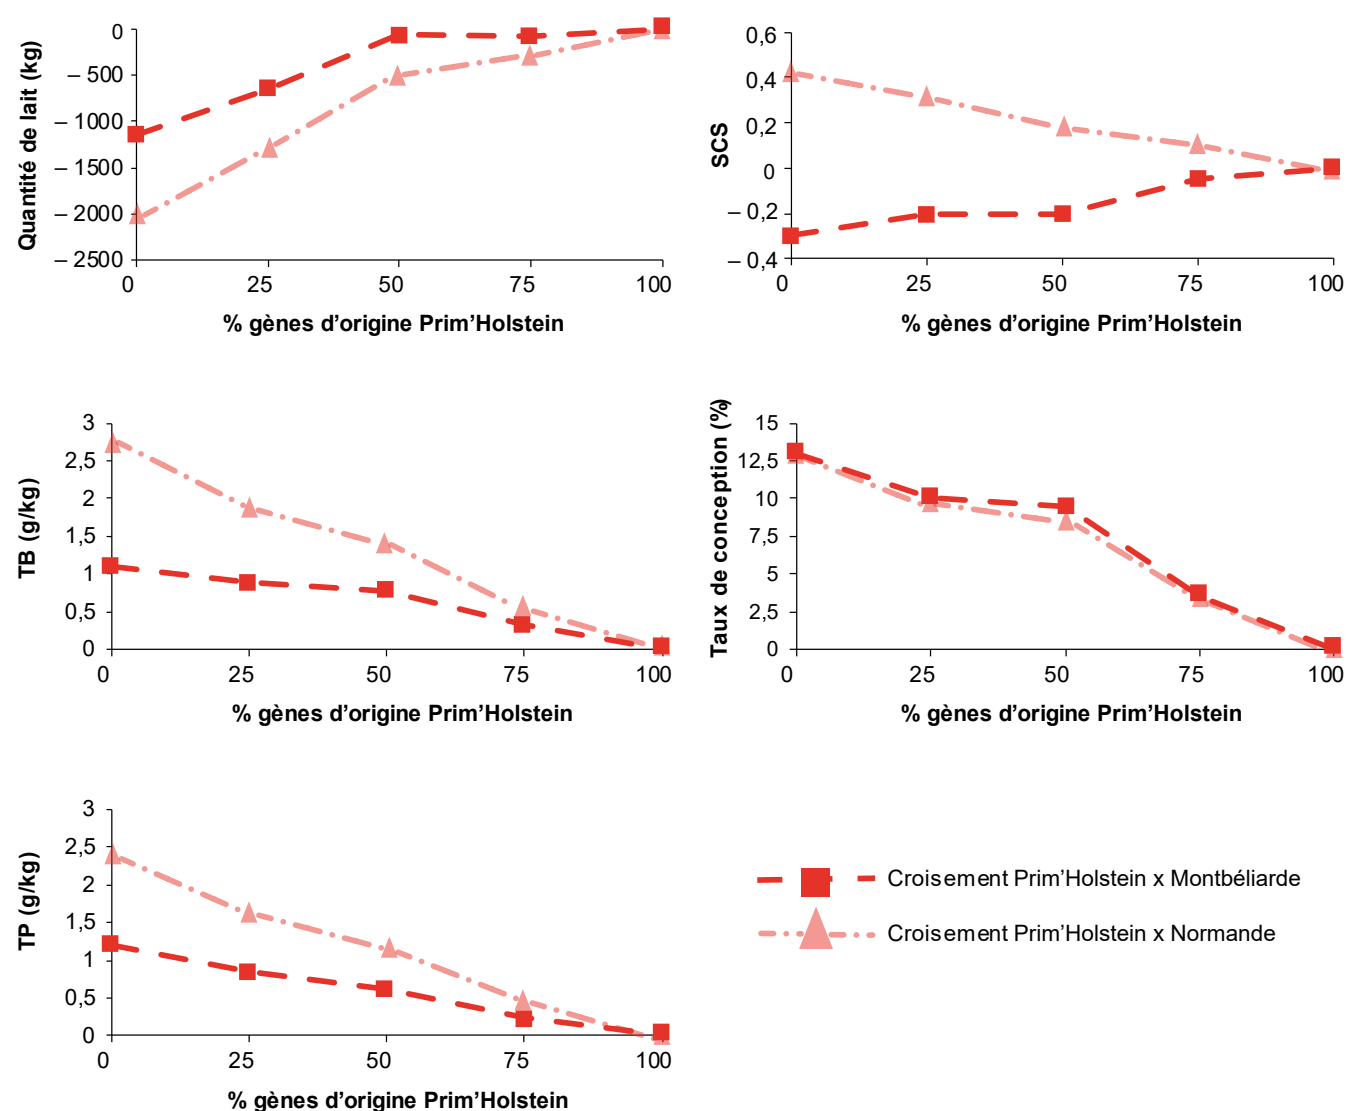 Quantité de lait (kg)
0
– 500
– 1000
– 1500
– 2000
– 2500
0 25 50 75 100
% gènes d’origine Prim’Holstein
SCS
0,6
0,4
0,2
0
– 0,2
– 0,4
0 25 50 75 100
% gènes d’origine Prim’Holstein
TB (g/kg)
3
2,5
2
1,5
1
0,5
0
0 25 50 75 100
% gènes d’origine Prim’Holstein
Taux de conception (%)
15
12,5
10
7,5
5
2,5
0
0 25 50 75 100
% gènes d’origine Prim’Holstein
TP (g/kg)
3
2,5
2
1,5
1
0,5
0
0 25 50 75 100
% gènes d’origine Prim’Holstein
Croisement Prim’Holstein x Montbéliarde
Croisement Prim’Holstein x Normande